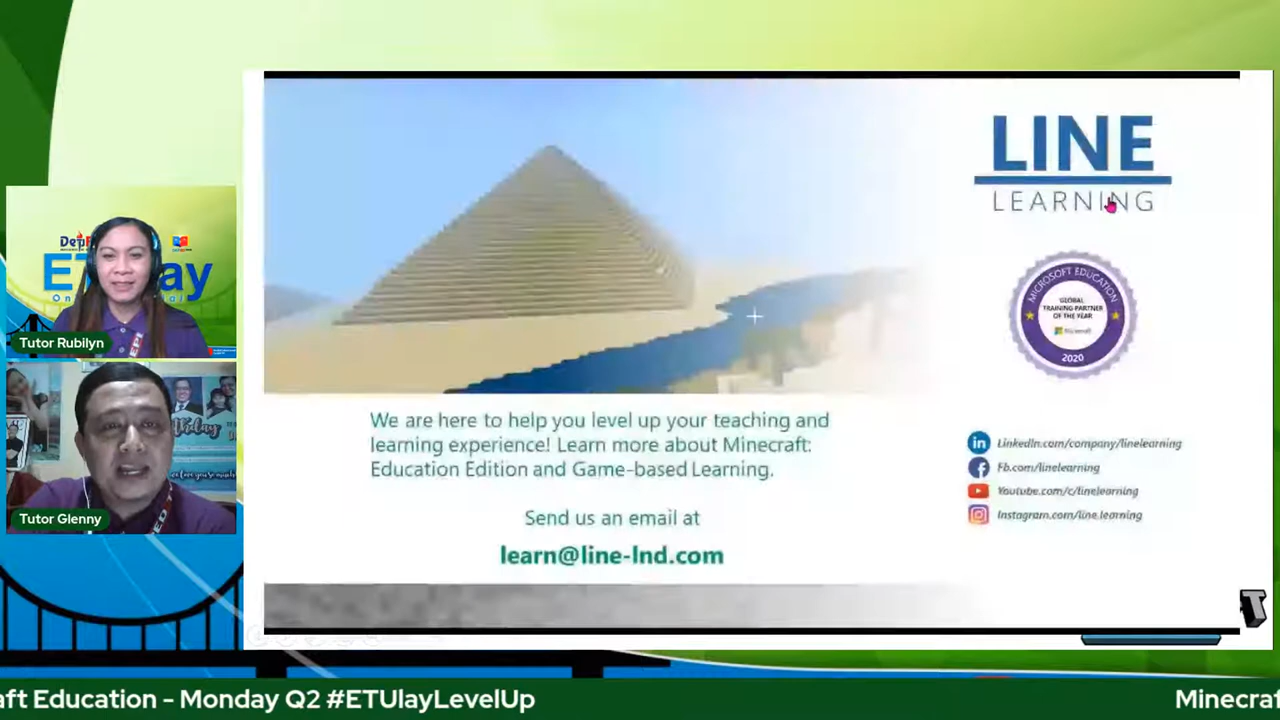 LINE
LEARNING
MICROSOFT EDUCATION
GLOBAL
TRAINING PARTNER
OF THE YEAR
Microsoft
2020
We are here to help you level up your teaching and
learning experience! Learn more about Minecraft:
Education Edition and Game-based Learning.
Send us an email at
learn@line-lnd.com
LinkedIn.com/company/linelearning
Fb.com/linelearning
Youtube.com/c/linelearning
Instagram.com/line.learning
Tutor Rubilyn
Tutor Glenny
aft Education - Monday Q2 #ETUlayLevelUp
Minecraf